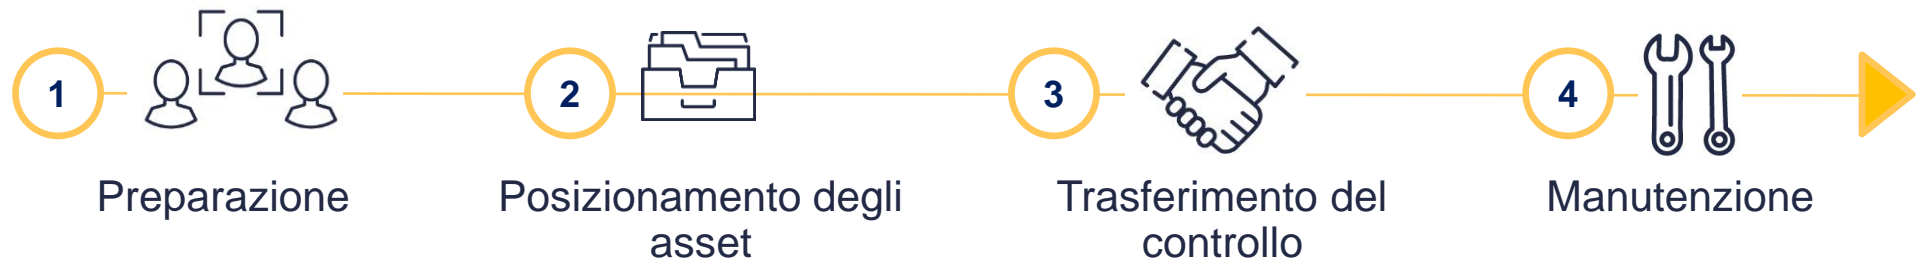 1
2
3
4
Preparazione
Posizionamento degli
asset
Trasferimento del
controllo
Manutenzione